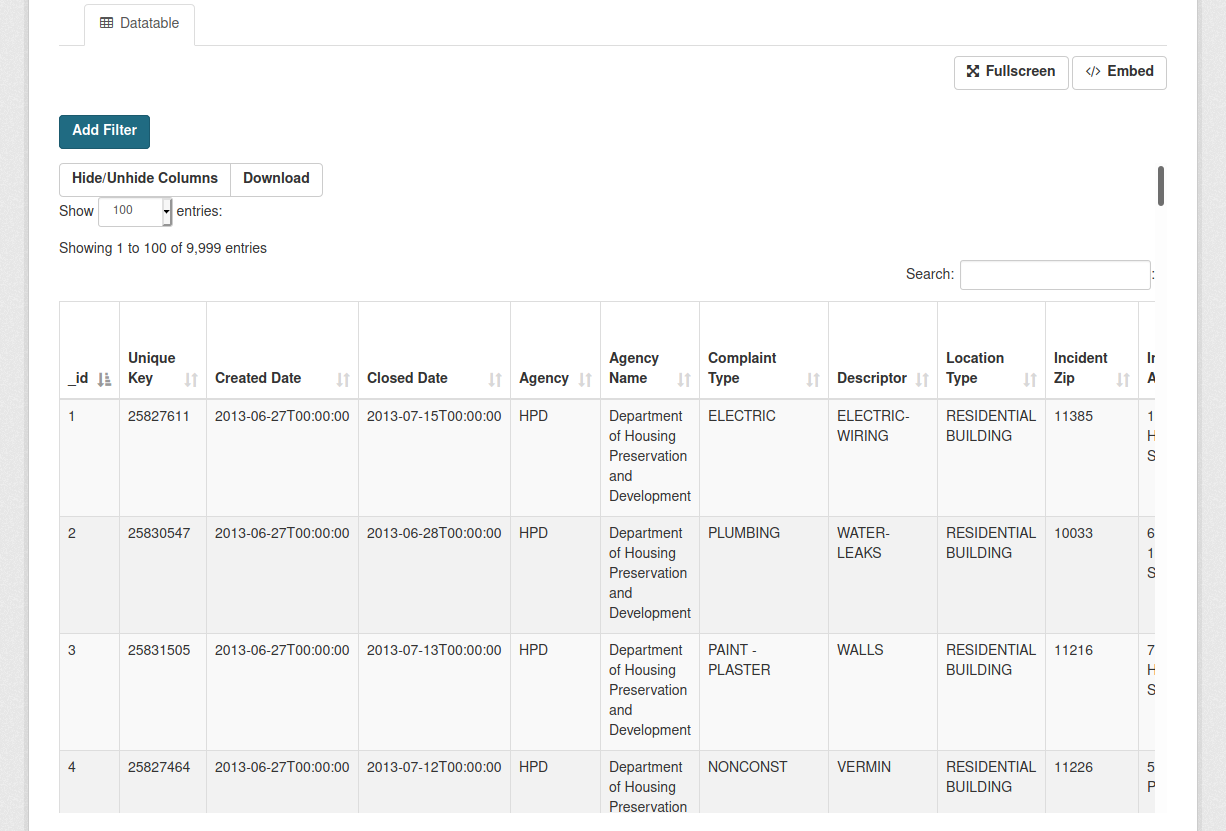 Datatable
Fullscreen
Embed
Add Filter
Hide/Unhide Columns
Download
Show 100 entries:
Showing 1 to 100 of 9,999 entries
Search: :
_id
Unique
Key
Created Date
Closed Date
Agency
Agency
Name
Complaint
Type
Descriptor
Location
Type
Incident
Zip
1
25827611
2013-06-27T00:00:00
2013-07-15T00:00:00
HPD
Department
of Housing
Preservation
and
Development
ELECTRIC
ELECTRIC-
WIRING
RESIDENTIAL
BUILDING
11385
1
H
S
2
25830547
2013-06-27T00:00:00
2013-06-28T00:00:00
HPD
Department
of Housing
Preservation
and
Development
PLUMBING
WATER-
LEAKS
RESIDENTIAL
BUILDING
10033
6
1
S
3
25831505
2013-06-27T00:00:00
2013-07-13T00:00:00
HPD
Department
of Housing
Preservation
and
Development
PAINT -
PLASTER
WALLS
RESIDENTIAL
BUILDING
11216
7
H
S
4
25827464
2013-06-27T00:00:00
2013-07-12T00:00:00
HPD
Department
of Housing
Preservation
NONCONST
VERMIN
RESIDENTIAL
BUILDING
11226
5
P